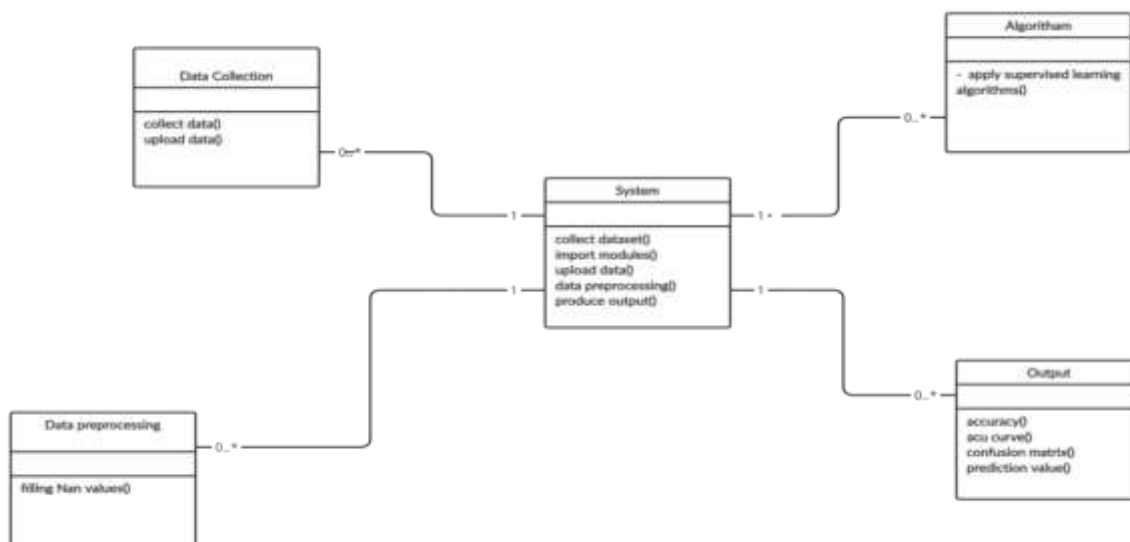 Data Collection
collect data()
upload data()
0..*
1
Algoritham
- apply supervised learning
algorithms()
0..*
1
System
collect dataset()
import modules()
upload data()
data preprocessing()
produce output()
1
1
Data preprocessing
filling Nan values()
0..*
Output
accuracy()
acu curve()
confusion matrix()
prediction value()
0..*